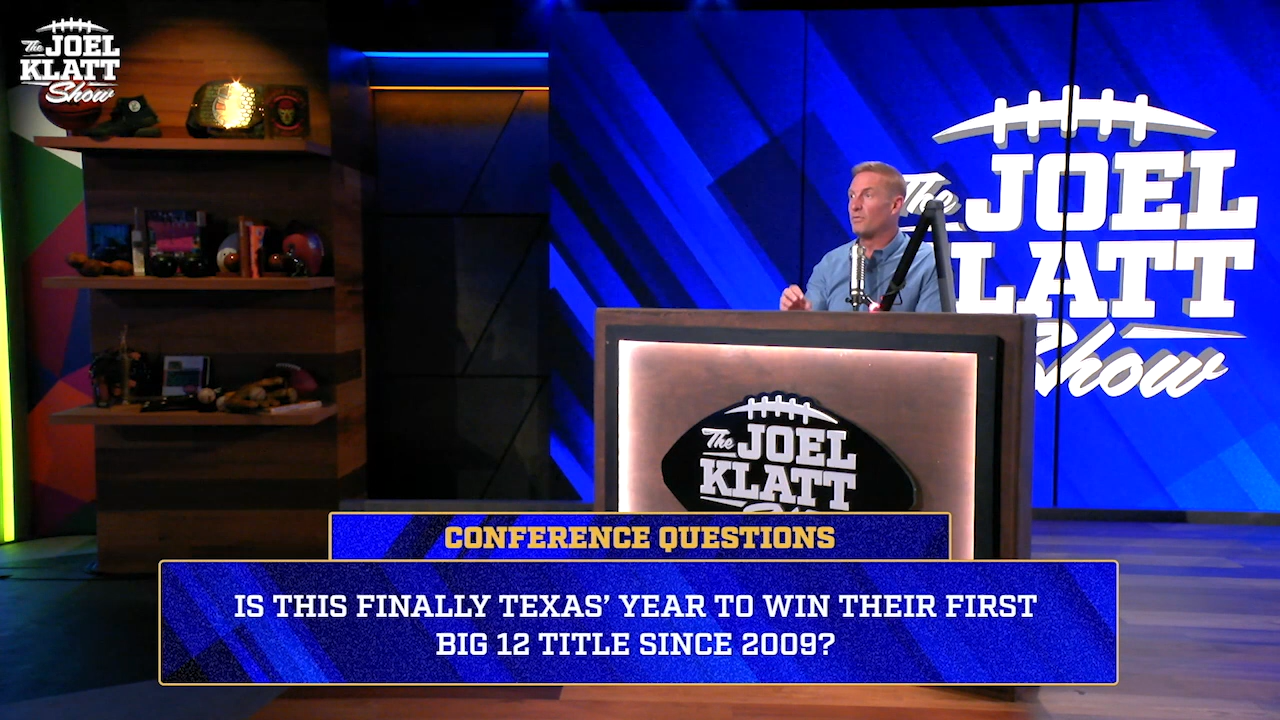 The JOEL
KLATT
Show
The JOEL
KLATT
Show
The JOEL
KLATT
CONFERENCE QUESTIONS
IS THIS FINALLY TEXAS’ YEAR TO WIN THEIR FIRST
BIG 12 TITLE SINCE 2009?